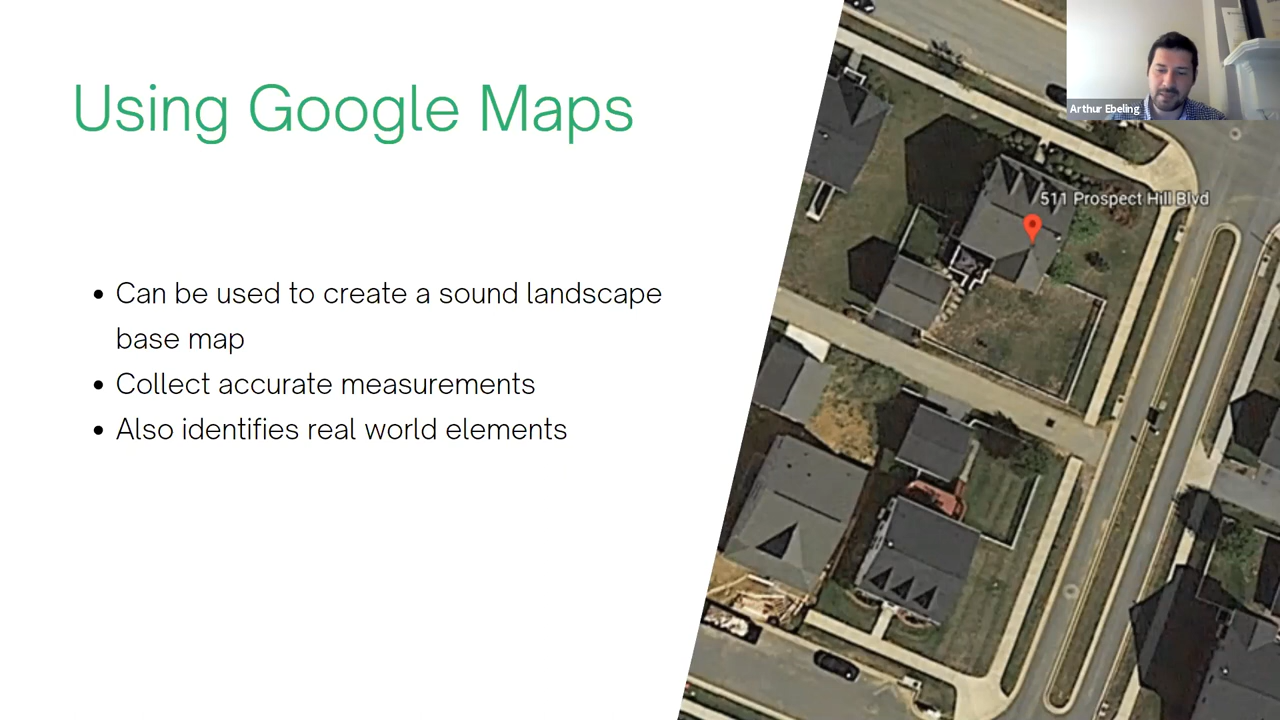 Using Google Maps
Can be used to create a sound landscape
base map
Collect accurate measurements
Also identifies real world elements
511 Prospect Hill Blvd
Arthur Ebeling